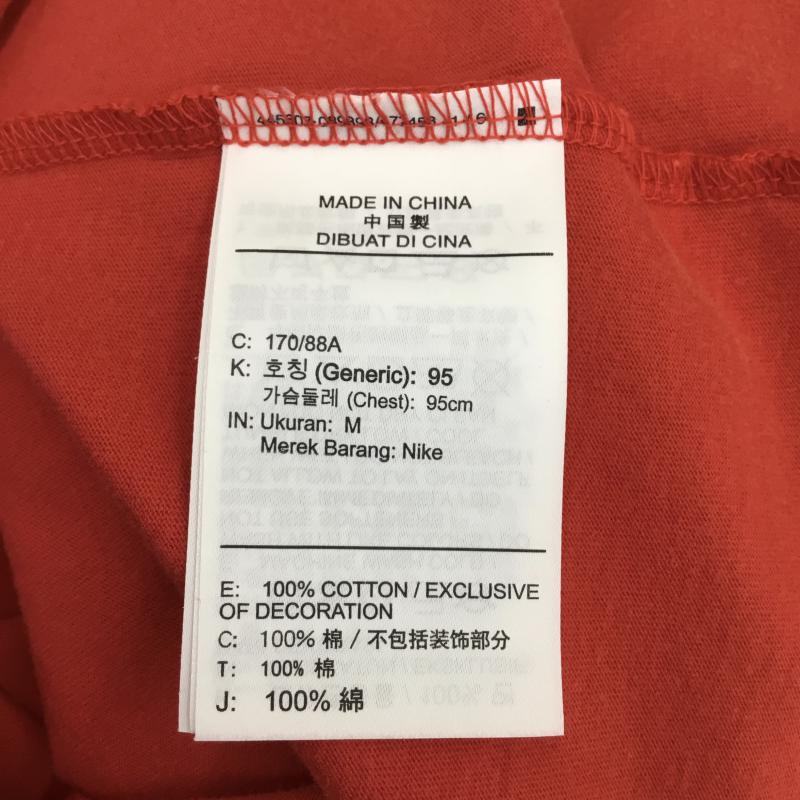 MADE IN CHINA
中国製
DIBUAT DI CINA
C: 170/88A
K: 호칭 (Generic): 95
가슴둘레 (Chest): 95cm
IN: Ukuran: M
Merek Barang: Nike
E: 100% COTTON / EXCLUSIVE
OF DECORATION
C: 100% 棉 / 不包括装饰部分
T: 100% 棉
J: 100% 綿